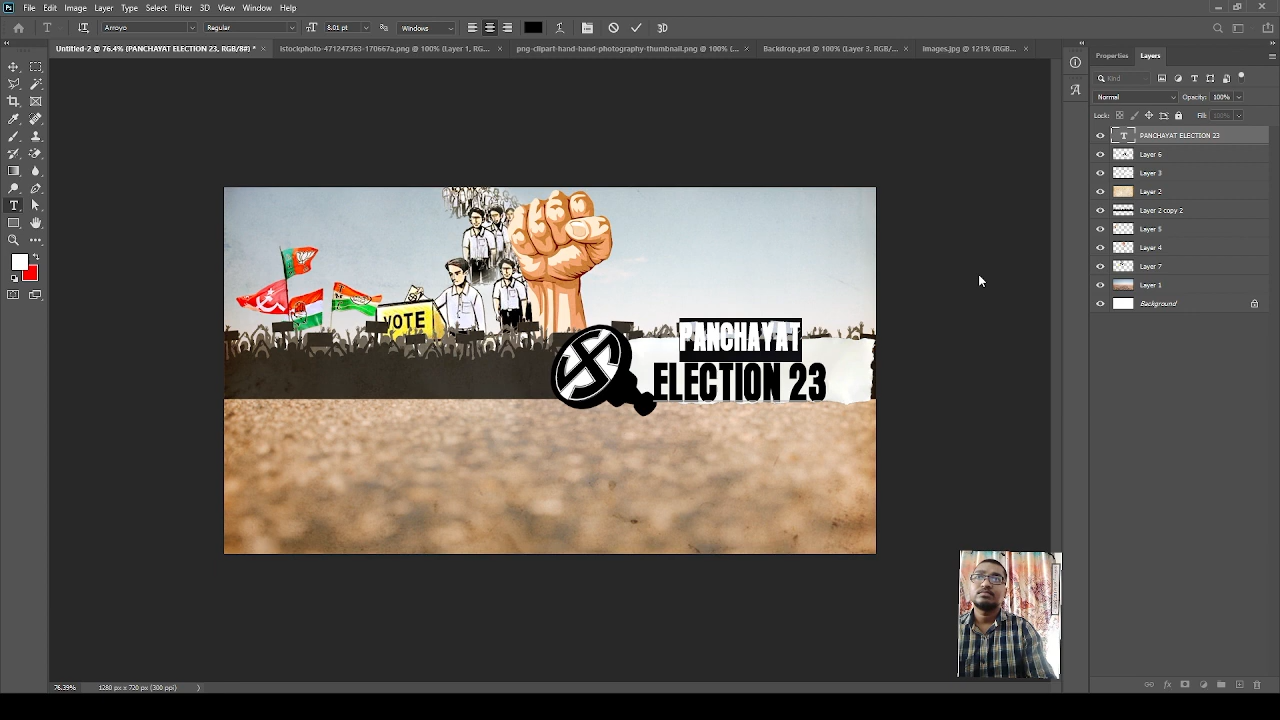 File Edit Image Layer Type Select Filter 3D View Window Help
Arroyo Regular 8.01 pt Windows 3D
Untitled-2 @ 76.4% (PANCHAYAT ELECTION 23, RGB/8#) * × istockphoto-471247363-170667a.png @ 100% (Layer 1, RG... × png-clipart-hand-hand-photography-thumbnail.png @ 100% (... × Backdrop.psd @ 100% (Layer 3, RGB/... × images.jpg @ 121% (RGB... ×
Properties Layers
Kind
Normal Opacity: 100%
Lock: Fill: 100%
PANCHAYAT ELECTION 23
Layer 6
Layer 3
Layer 2
Layer 2 copy 2
Layer 5
Layer 4
Layer 7
Layer 1
Background
VOTE
PANCHAYAT
ELECTION 23
76.39% 1280 px x 720 px (300 ppi)